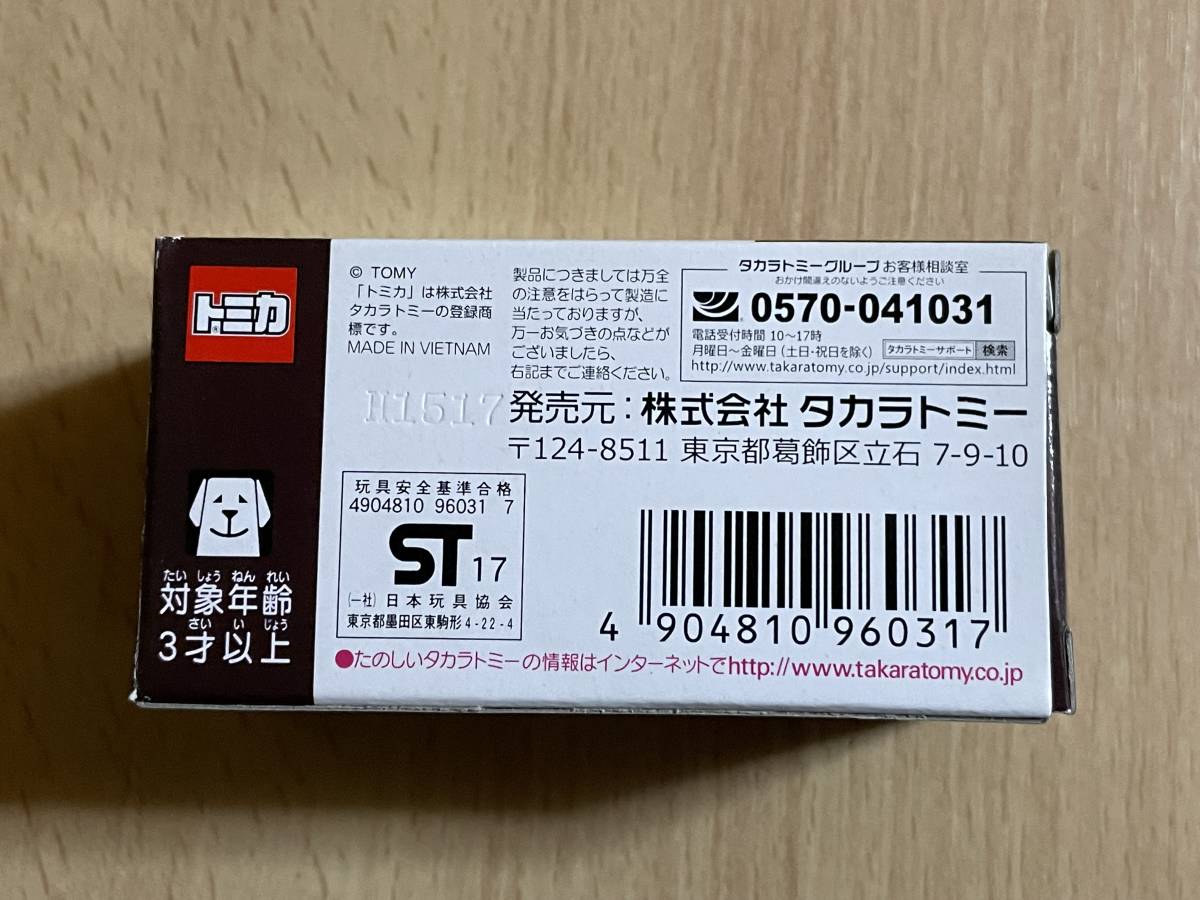 トミカ
®
たいしょうねんれい
対象年齢
さいいじょう
3才以上
© TOMY
「トミカ」は株式会社
タカラトミーの登録商
標です。
MADE IN VIETNAM
製品につきましては万全
の注意をはらって製造に
当たっておりますが、
万一お気づきの点などが
ございましたら、
右記までご連絡ください。
タカラトミーグループ お客様相談室
おかけ間違えのないようご注意ください
0570-041031
電話受付時間 10〜17時
月曜日〜金曜日(土日・祝日を除く) タカラトミーサポート 検索
http://www.takaratomy.co.jp/support/index.html
H1517
発売元:株式会社 タカラトミー
〒124-8511 東京都葛飾区立石 7-9-10
玩具安全基準合格
4904810 96031 7
ST 17
(一社) 日本玩具協会
東京都墨田区東駒形4-22-4
4 904810 960317
●たのしいタカラトミーの情報はインターネットでhttp://www.takaratomy.co.jp